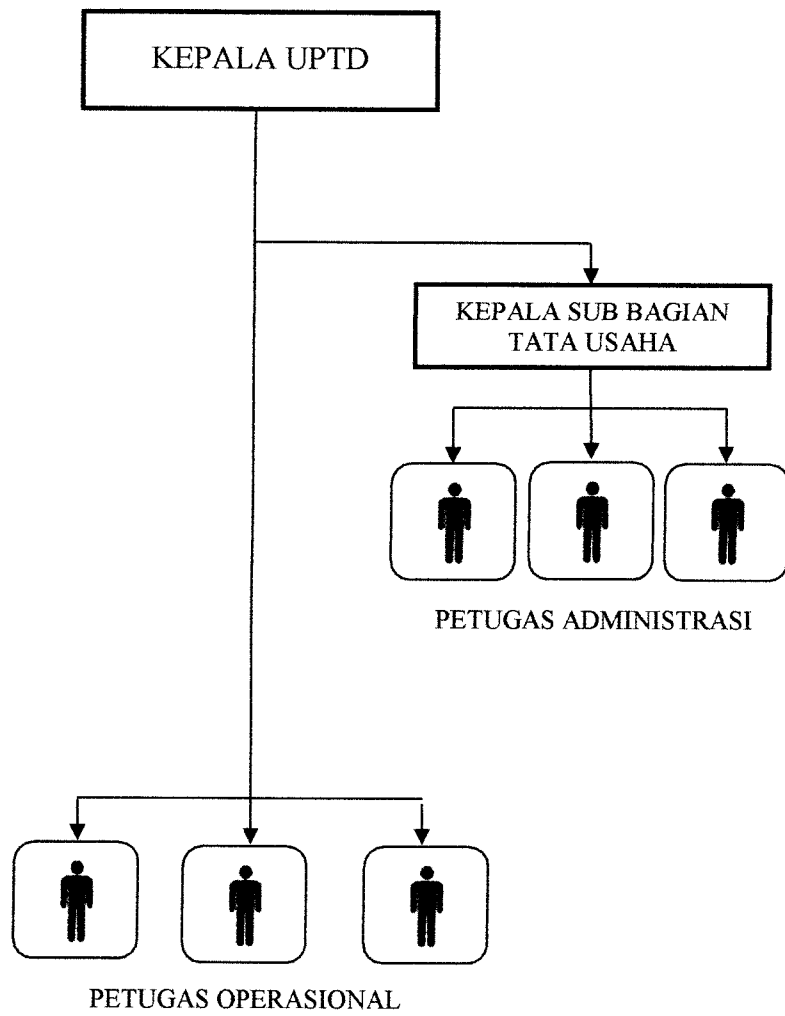 KEPALA UPTD
KEPALA SUB BAGIAN
TATA USAHA
PETUGAS ADMINISTRASI
PETUGAS OPERASIONAL